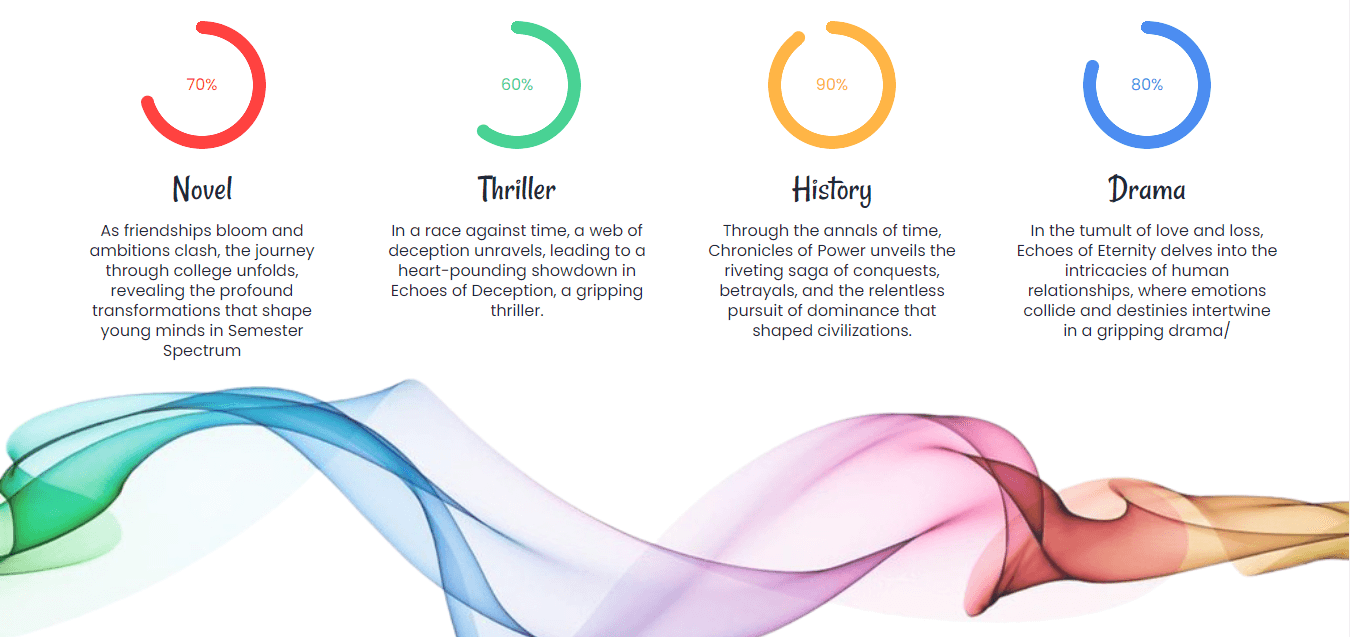 70%
60%
90%
80%
Novel
As friendships bloom and
ambitions clash, the journey
through college unfolds,
revealing the profound
transformations that shape
young minds in Semester
Spectrum
Thriller
In a race against time, a web of
deception unravels, leading to a
heart-pounding showdown in
Echoes of Deception, a gripping
thriller.
History
Through the annals of time,
Chronicles of Power unveils the
riveting saga of conquests,
betrayals, and the relentless
pursuit of dominance that
shaped civilizations.
Drama
In the tumult of love and loss,
Echoes of Eternity delves into the
intricacies of human
relationships, where emotions
collide and destinies intertwine
in a gripping drama/